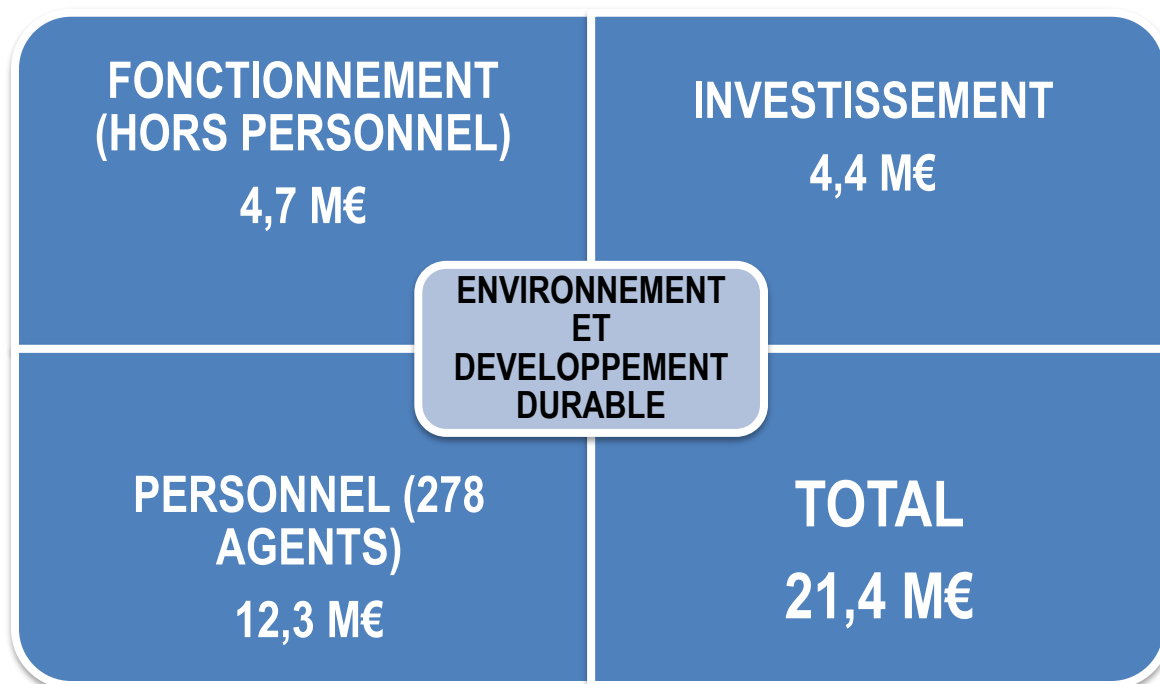 FONCTIONNEMENT
(HORS PERSONNEL)
4,7 M€
INVESTISSEMENT
4,4 M€
ENVIRONNEMENT
ET
DEVELOPPEMENT
DURABLE
PERSONNEL (278
AGENTS)
12,3 M€
TOTAL
21,4 M€